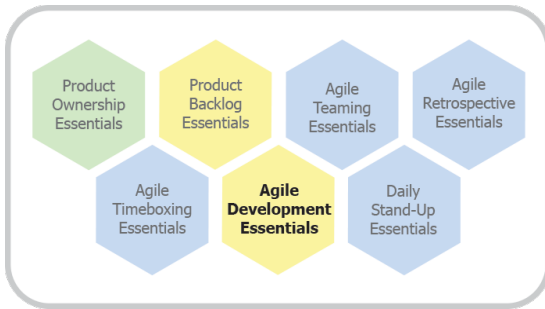 Product
Ownership
Essentials
Product
Backlog
Essentials
Agile
Teaming
Essentials
Agile
Retrospective
Essentials
Agile
Timeboxing
Essentials
Agile
Development
Essentials
Daily
Stand-Up
Essentials